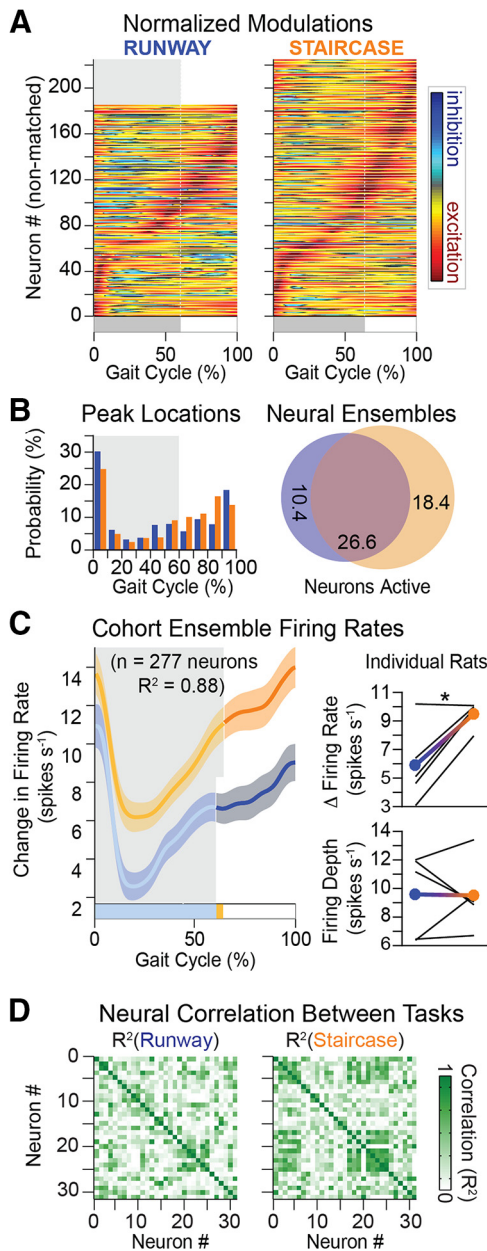 A
Normalized Modulations
RUNWAY
STAIRCASE
Neuron # (non-matched)
220
200
160
120
80
40
0
0
50
100
Gait Cycle (%)
0
50
100
Gait Cycle (%)
inhibition
excitation
B
Peak Locations
Probability (%)
30
20
10
0
0 20 40 60 80 100
Gait Cycle (%)
Neural Ensembles
10.4
26.6
18.4
Neurons Active
C
Cohort Ensemble Firing Rates
(n = 277 neurons
R² = 0.88)
Change in Firing Rate
(spikes s⁻¹)
14
12
10
8
6
4
2
0
50
100
Gait Cycle (%)
Individual Rats
Δ Firing Rate
(spikes s⁻¹)
11
9
7
5
3
*
Firing Depth
(spikes s⁻¹)
14
12
10
8
6
D
Neural Correlation Between Tasks
R²(Runway)
R²(Staircase)
Neuron #
0
10
20
30
0 10 20 30
Neuron #
0 10 20 30
Neuron #
1
0
Correlation (R²)